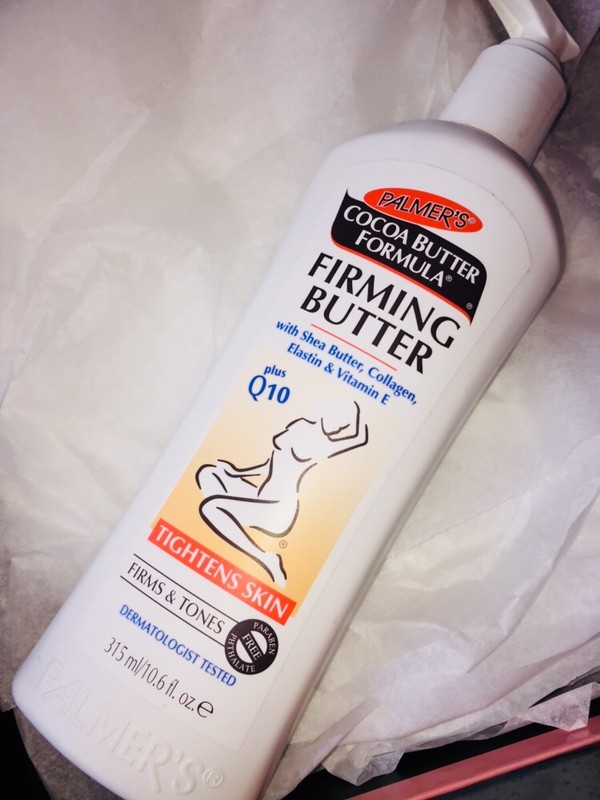 PALMER'S®
COCOA BUTTER
FORMULA®
®
FIRMING
BUTTER
with Shea Butter, Collagen,
Elastin & Vitamin E
plus
Q10
®
TIGHTENS SKIN
FIRMS & TONES
PARABEN
FREE
PHTHALATE
DERMATOLOGIST TESTED
315 ml/10.6 fl. oz. e
PALMER'S®